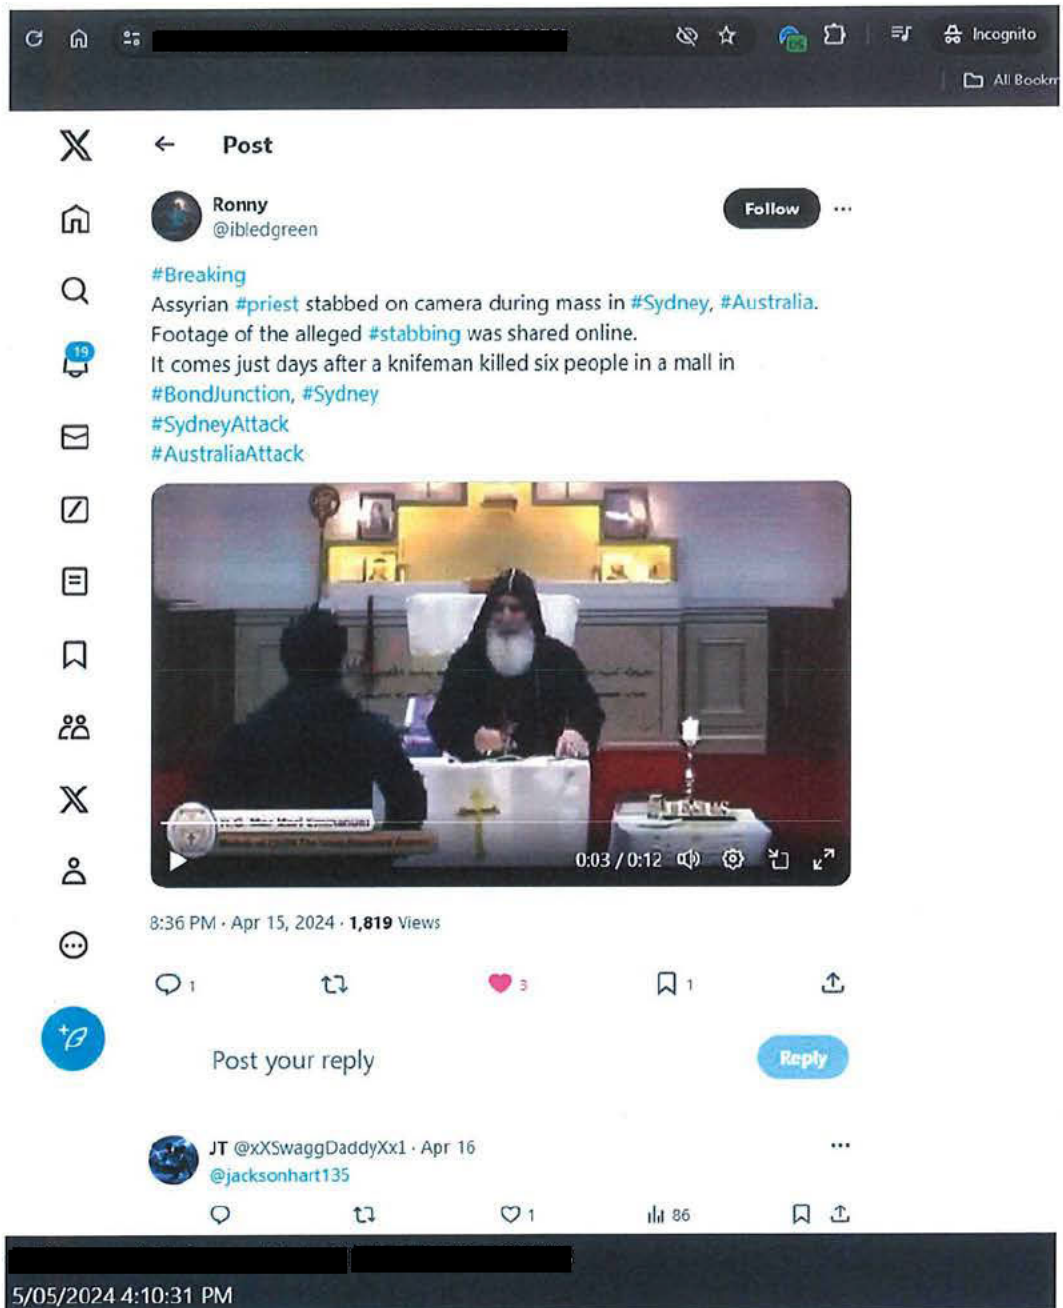 Incognito
All Bookm
Post
Ronny
@ibledgreen
Follow
#Breaking
Assyrian #priest stabbed on camera during mass in #Sydney, #Australia.
Footage of the alleged #stabbing was shared online.
It comes just days after a knifeman killed six people in a mall in
#BondJunction, #Sydney
#SydneyAttack
#AustraliaAttack
19
JESUS
Mar Mari Emmanuel
0:03 / 0:12
8:36 PM · Apr 15, 2024 · 1,819 Views
1
3
1
Post your reply
Reply
JT @xXSwaggDaddyXx1 · Apr 16
@jacksonhart135
1
86
5/05/2024 4:10:31 PM